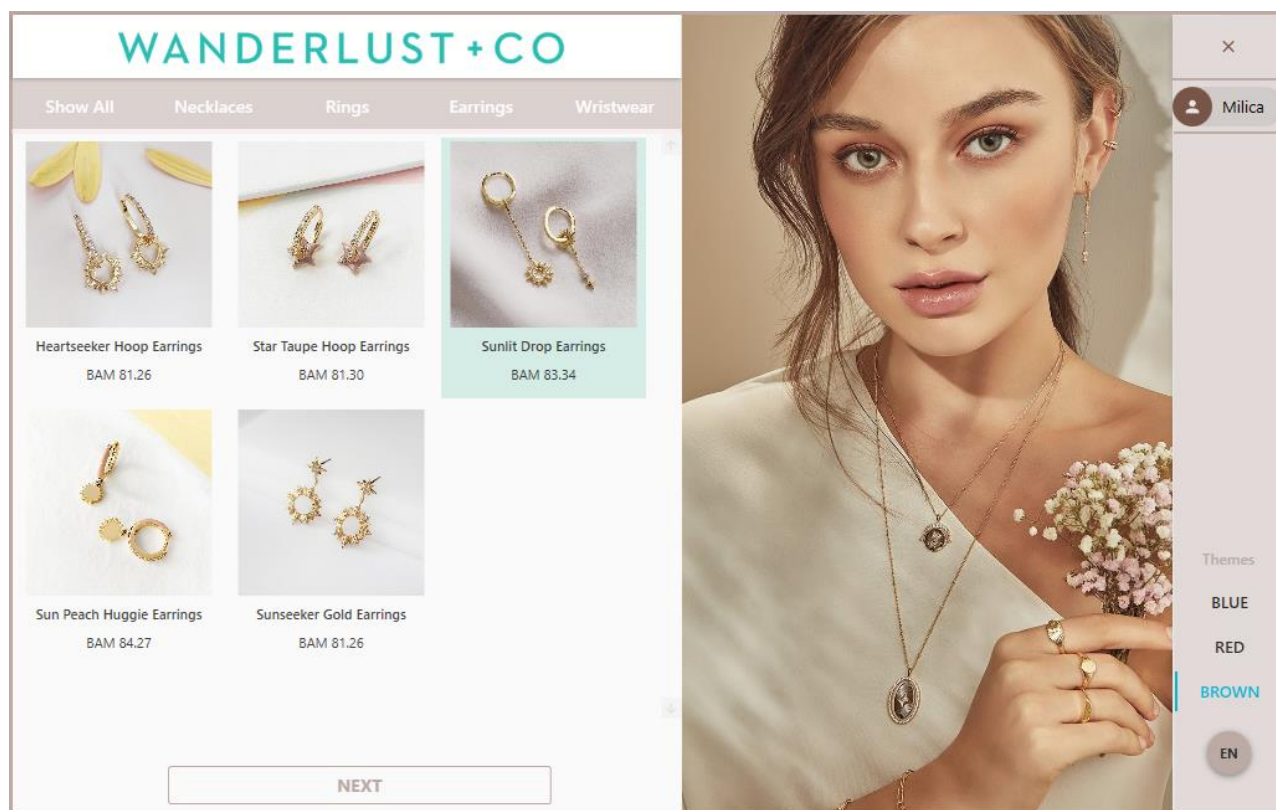 WANDERLUST + CO
Show All Necklaces Rings Earrings Wristwear
Heartseeker Hoop Earrings
BAM 81.26
Star Taupe Hoop Earrings
BAM 81.30
Sunlit Drop Earrings
BAM 83.34
Sun Peach Huggie Earrings
BAM 84.27
Sunseeker Gold Earrings
BAM 81.26
NEXT
Milica
Themes
BLUE
RED
BROWN
EN